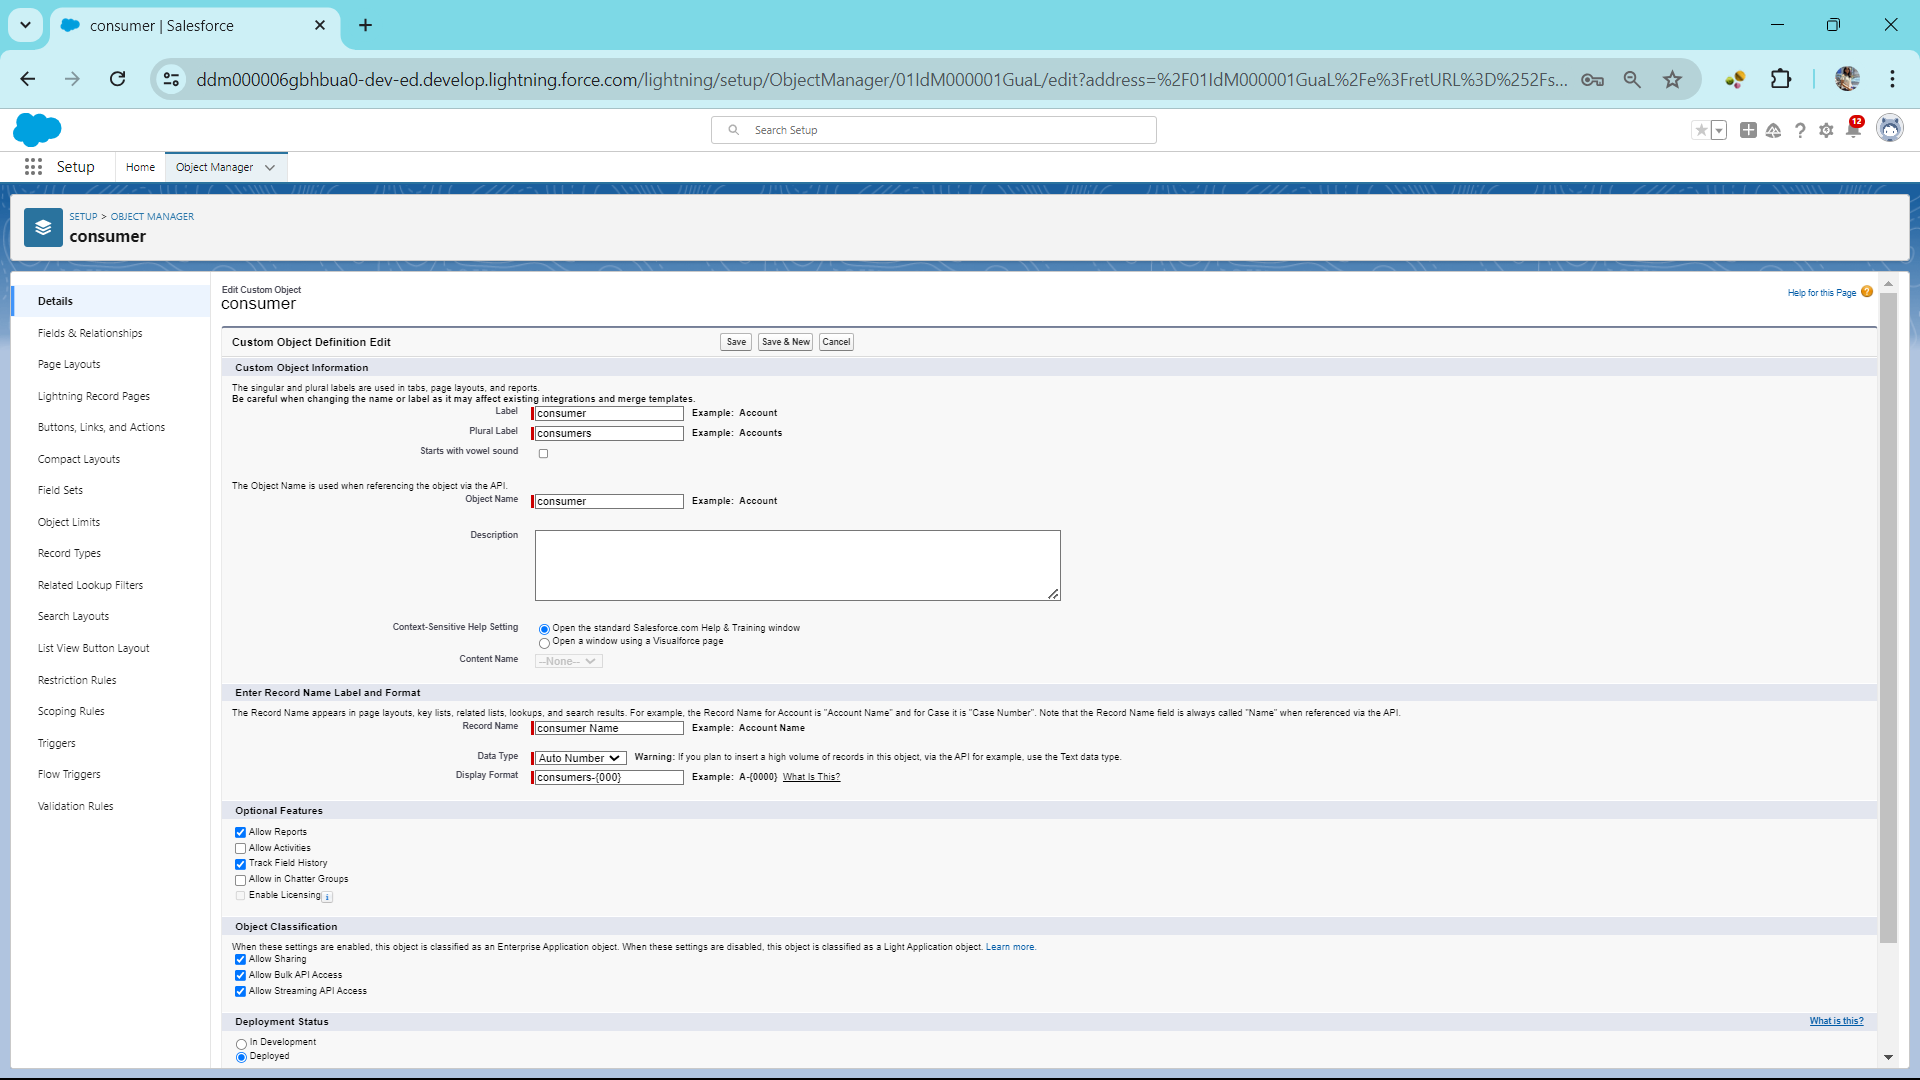 consumer | Salesforce
ddm000006gbhbua0-dev-ed.develop.lightning.force.com/lightning/setup/ObjectManager/01IdM000001GuaL/edit?address=%2F01IdM000001GuaL%2Fe%3FretURL%3D%252Fs...
Search Setup
12
Setup
Home
Object Manager
SETUP > OBJECT MANAGER
consumer
Details
Fields & Relationships
Page Layouts
Lightning Record Pages
Buttons, Links, and Actions
Compact Layouts
Field Sets
Object Limits
Record Types
Related Lookup Filters
Search Layouts
List View Button Layout
Restriction Rules
Scoping Rules
Triggers
Flow Triggers
Validation Rules
Edit Custom Object
consumer
Help for this Page ?
Custom Object Definition Edit
Save
Save & New
Cancel
Custom Object Information
The singular and plural labels are used in tabs, page layouts, and reports.
Be careful when changing the name or label as it may affect existing integrations and merge templates.
Label consumer Example: Account
Plural Label consumers Example: Accounts
Starts with vowel sound
The Object Name is used when referencing the object via the API.
Object Name consumer Example: Account
Description
Context-Sensitive Help Setting Open the standard Salesforce.com Help & Training window
Open a window using a Visualforce page
Content Name --None--
Enter Record Name Label and Format
The Record Name appears in page layouts, key lists, related lists, lookups, and search results. For example, the Record Name for Account is "Account Name" and for Case it is "Case Number". Note that the Record Name field is always called "Name" when referenced via the API.
Record Name consumer Name Example: Account Name
Data Type Auto Number Warning: If you plan to insert a high volume of records in this object, via the API for example, use the Text data type.
Display Format consumers-{000} Example: A-{0000} What Is This?
Optional Features
Allow Reports
Allow Activities
Track Field History
Allow in Chatter Groups
Enable Licensing i
Object Classification
When these settings are enabled, this object is classified as an Enterprise Application object. When these settings are disabled, this object is classified as a Light Application object. Learn more.
Allow Sharing
Allow Bulk API Access
Allow Streaming API Access
Deployment Status
What is this?
In Development
Deployed